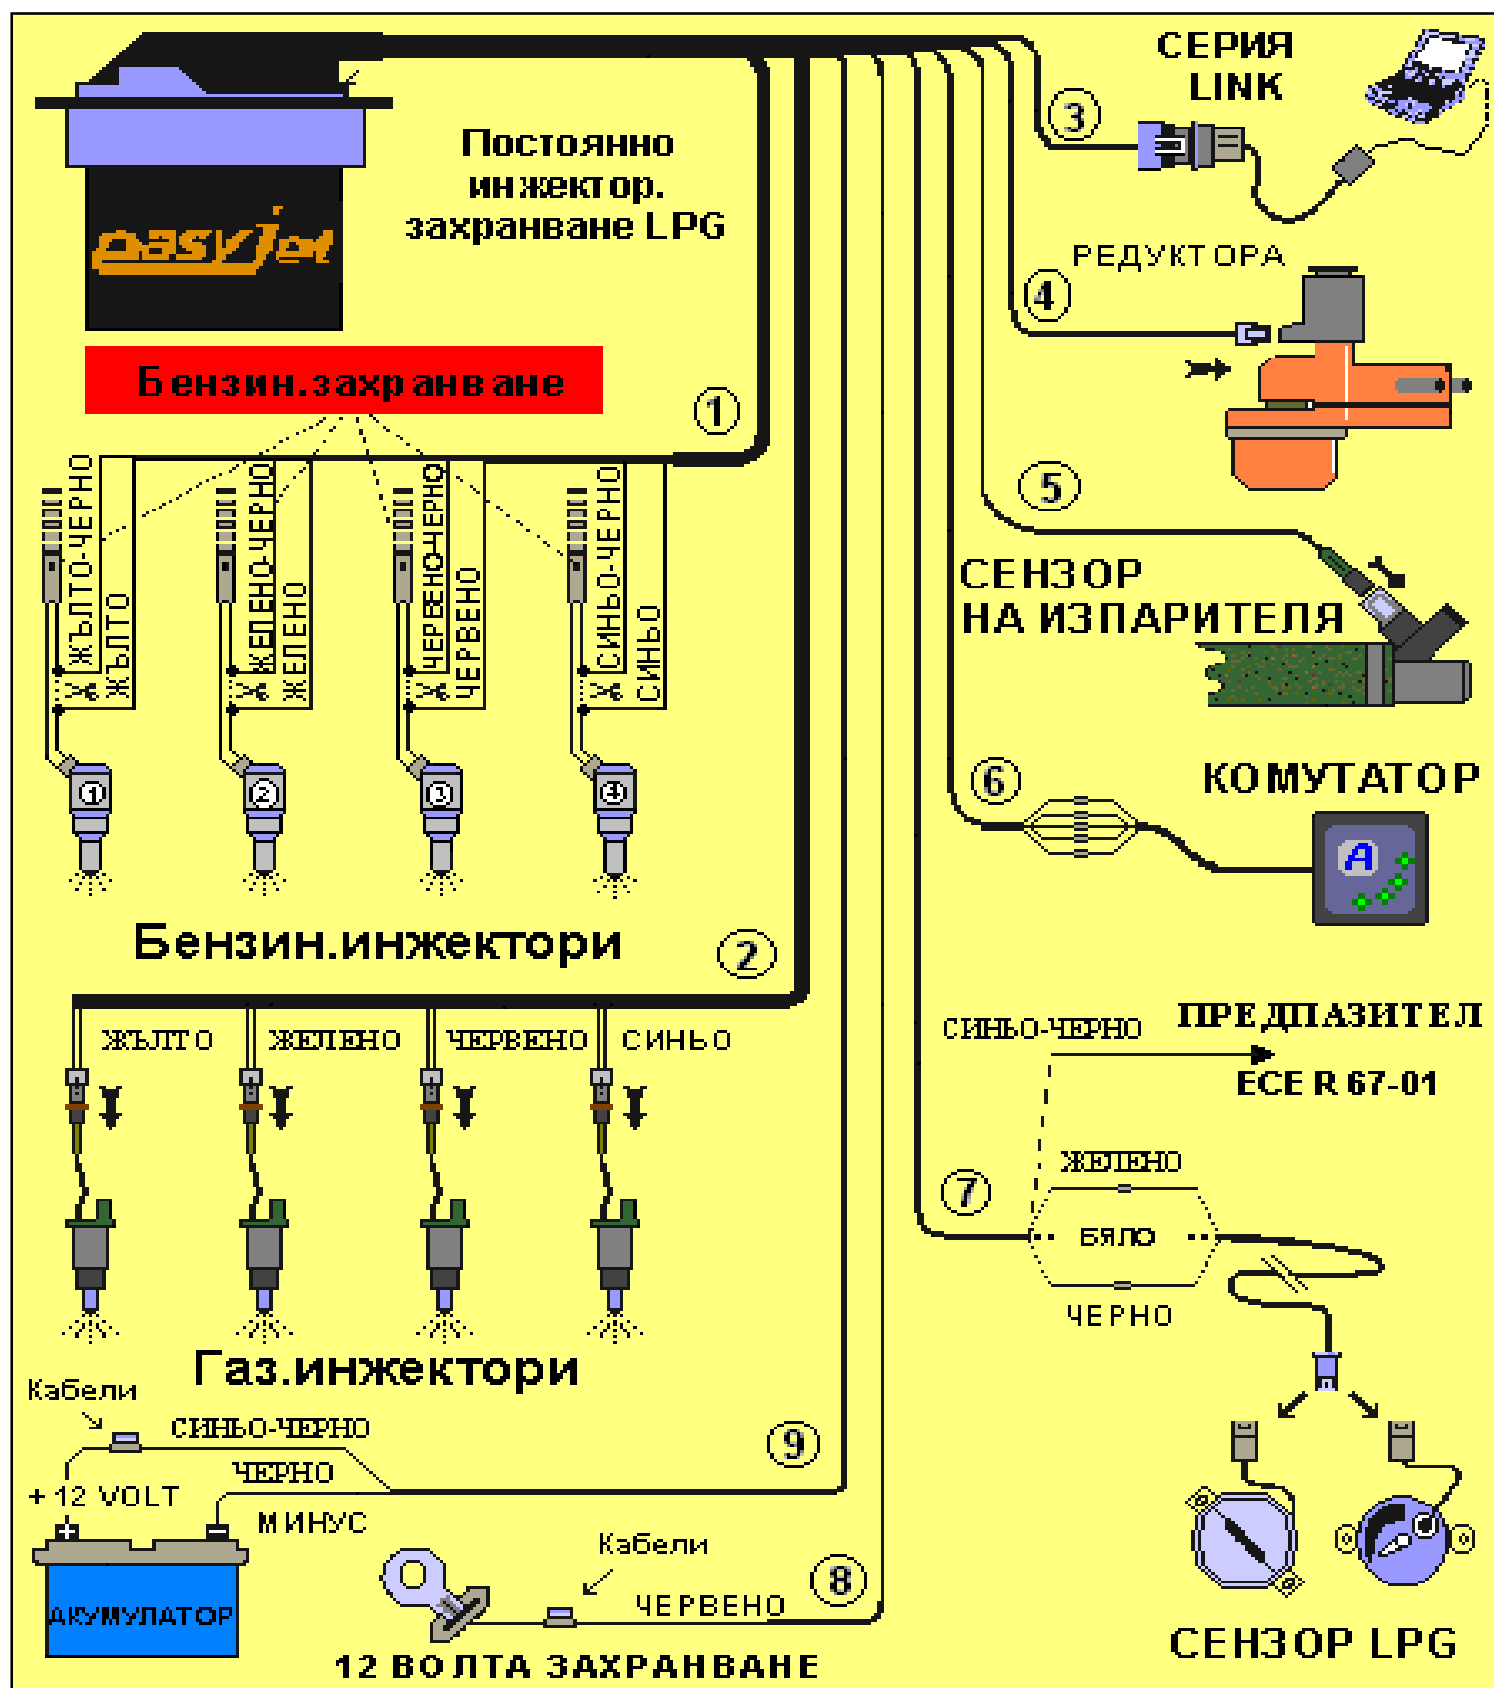 СЕРИЯ
LINK
3
Постоянно
инжектор.
захранване LPG
easyjet
РЕДУКТОРА
4
Бензин.захранване
1
5
ЖЪЛТО-ЧЕРНО
ЖЪЛТО
ЖЕЛЕНО-ЧЕРНО
ЖЕЛЕНО
ЧЕРВЕНО-ЧЕРНО
ЧЕРВЕНО
СИНЬО-ЧЕРНО
СИНЬО
СЕНЗОР
НА ИЗПАРИТЕЛЯ
6
КОМУТАТОР
A
1
2
3
4
Бензин.инжектори
2
ЖЪЛТО
ЖЕЛЕНО
ЧЕРВЕНО
СИНЬО
СИНЬО-ЧЕРНО
ПРЕДПАЗИТЕЛ
ECE R 67-01
7
ЖЕЛЕНО
БЯЛО
ЧЕРНО
Газ.инжектори
Кабели
СИНЬО-ЧЕРНО
9
ЧЕРНО
+ 12 VOLT
МИНУС
+
-
АКУМУЛАТОР
Кабели
8
ЧЕРВЕНО
12 ВОЛТА ЗАХРАНВАНЕ
СЕНЗОР LPG